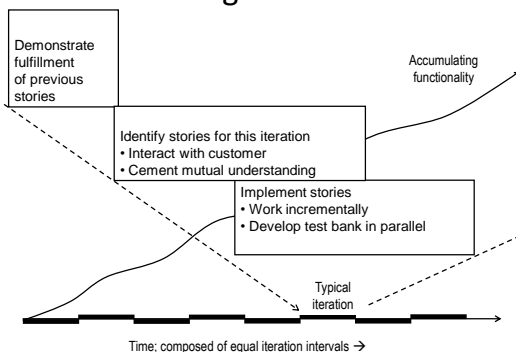 Demonstrate
fulfillment
of previous
stories
Accumulating
functionality
Identify stories for this iteration
• Interact with customer
• Cement mutual understanding
Implement stories
• Work incrementally
• Develop test bank in parallel
Typical
iteration
Time; composed of equal iteration intervals →